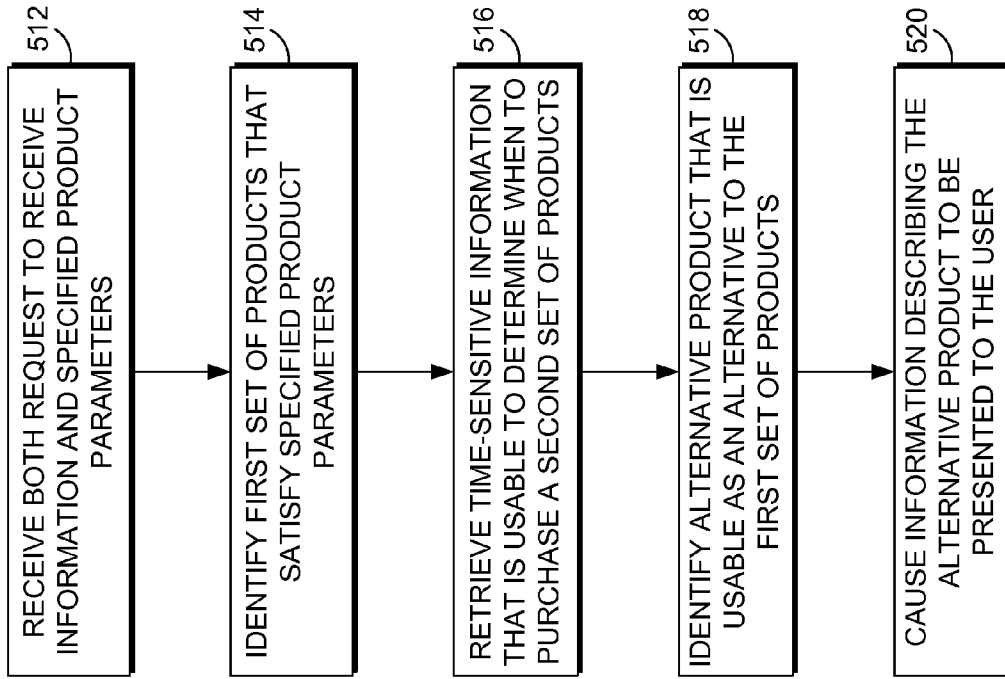 RECEIVE BOTH REQUEST TO RECEIVE
INFORMATION AND SPECIFIED PRODUCT
PARAMETERS
512
IDENTIFY FIRST SET OF PRODUCTS THAT
SATISFY SPECIFIED PRODUCT
PARAMETERS
514
RETRIEVE TIME-SENSITIVE INFORMATION
THAT IS USABLE TO DETERMINE WHEN TO
PURCHASE A SECOND SET OF PRODUCTS
516
IDENTIFY ALTERNATIVE PRODUCT THAT IS
USABLE AS AN ALTERNATIVE TO THE
FIRST SET OF PRODUCTS
518
CAUSE INFORMATION DESCRIBING THE
ALTERNATIVE PRODUCT TO BE
PRESENTED TO THE USER
520